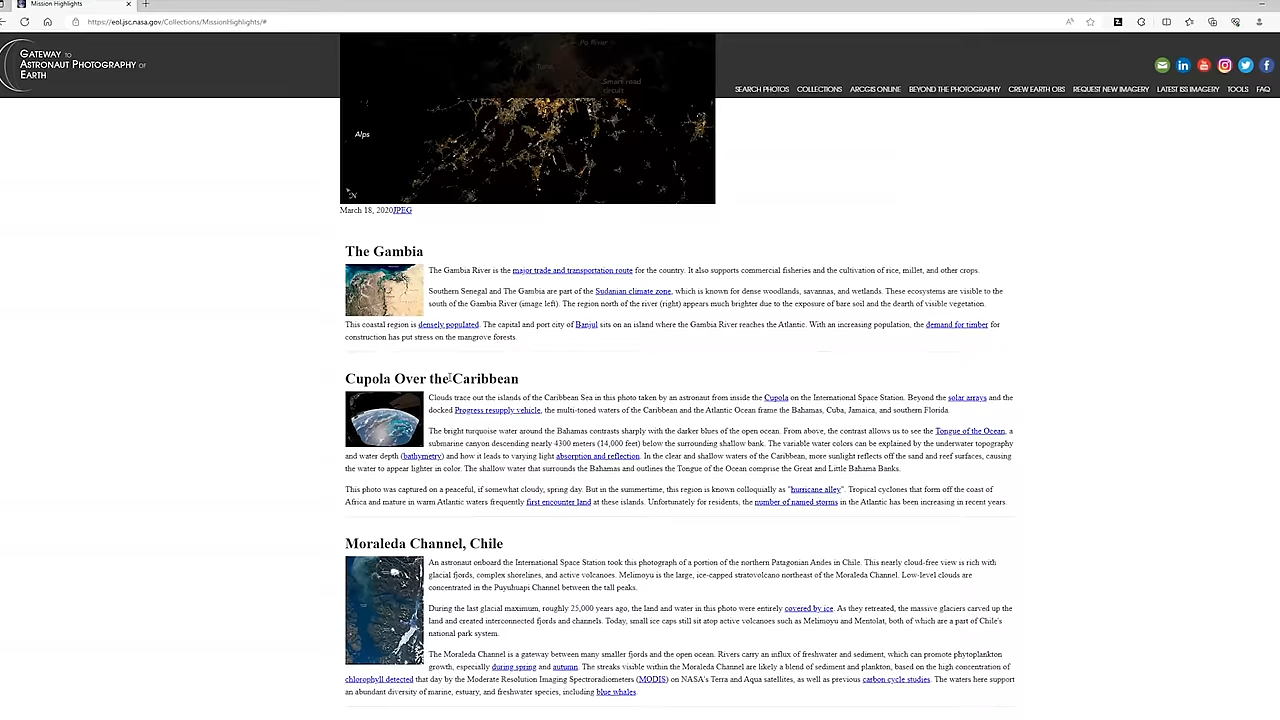 Mission Highlights
https://eol.jsc.nasa.gov/Collections/MissionHighlights/#
GATEWAY TO
ASTRONAUT PHOTOGRAPHY OF
EARTH
SEARCH PHOTOS COLLECTIONS ARCGIS ONLINE BEYOND THE PHOTOGRAPHY CREW EARTH OBS REQUEST NEW IMAGERY LATEST ISS IMAGERY TOOLS FAQ
Po River
Turin
Smart road
circuit
Alps
N
March 18, 2020JPEG
The Gambia
The Gambia River is the major trade and transportation route for the country. It also supports commercial fisheries and the cultivation of rice, millet, and other crops.
Southern Senegal and The Gambia are part of the Sudanian climate zone, which is known for dense woodlands, savannas, and wetlands. These ecosystems are visible to the
south of the Gambia River (image left). The region north of the river (right) appears much brighter due to the exposure of bare soil and the dearth of visible vegetation.
This coastal region is densely populated. The capital and port city of Banjul sits on an island where the Gambia River reaches the Atlantic. With an increasing population, the demand for timber for
construction has put stress on the mangrove forests.
Cupola Over the Caribbean
Clouds trace out the islands of the Caribbean Sea in this photo taken by an astronaut from inside the Cupola on the International Space Station. Beyond the solar arrays and the
docked Progress resupply vehicle, the multi-toned waters of the Caribbean and the Atlantic Ocean frame the Bahamas, Cuba, Jamaica, and southern Florida.
The bright turquoise water around the Bahamas contrasts sharply with the darker blues of the open ocean. From above, the contrast allows us to see the Tongue of the Ocean, a
submarine canyon descending nearly 4300 meters (14,000 feet) below the surrounding shallow bank. The variable water colors can be explained by the underwater topography
and water depth (bathymetry) and how it leads to varying light absorption and reflection. In the clear and shallow waters of the Caribbean, more sunlight reflects off the sand and reef surfaces, causing
the water to appear lighter in color. The shallow water that surrounds the Bahamas and outlines the Tongue of the Ocean comprise the Great and Little Bahama Banks.
This photo was captured on a peaceful, if somewhat cloudy, spring day. But in the summertime, this region is known colloquially as "hurricane alley". Tropical cyclones that form off the coast of
Africa and mature in warm Atlantic waters frequently first encounter land at these islands. Unfortunately for residents, the number of named storms in the Atlantic has been increasing in recent years.
Moraleda Channel, Chile
An astronaut onboard the International Space Station took this photograph of a portion of the northern Patagonian Andes in Chile. This nearly cloud-free view is rich with
glacial fjords, complex shorelines, and active volcanoes. Melimoyu is the large, ice-capped stratovolcano northeast of the Moraleda Channel. Low-level clouds are
concentrated in the Puyuhuapi Channel between the tall peaks.
During the last glacial maximum, roughly 25,000 years ago, the land and water in this photo were entirely covered by ice. As they retreated, the massive glaciers carved up the
land and created interconnected fjords and channels. Today, small ice caps still sit atop active volcanoes such as Melimoyu and Mentolat, both of which are a part of Chile's
national park system.
The Moraleda Channel is a gateway between many smaller fjords and the open ocean. Rivers carry an influx of freshwater and sediment, which can promote phytoplankton
growth, especially during spring and autumn. The streaks visible within the Moraleda Channel are likely a blend of sediment and plankton, based on the high concentration of
chlorophyll detected that day by the Moderate Resolution Imaging Spectroradiometers (MODIS) on NASA's Terra and Aqua satellites, as well as previous carbon cycle studies. The waters here support
an abundant diversity of marine, estuary, and freshwater species, including blue whales.